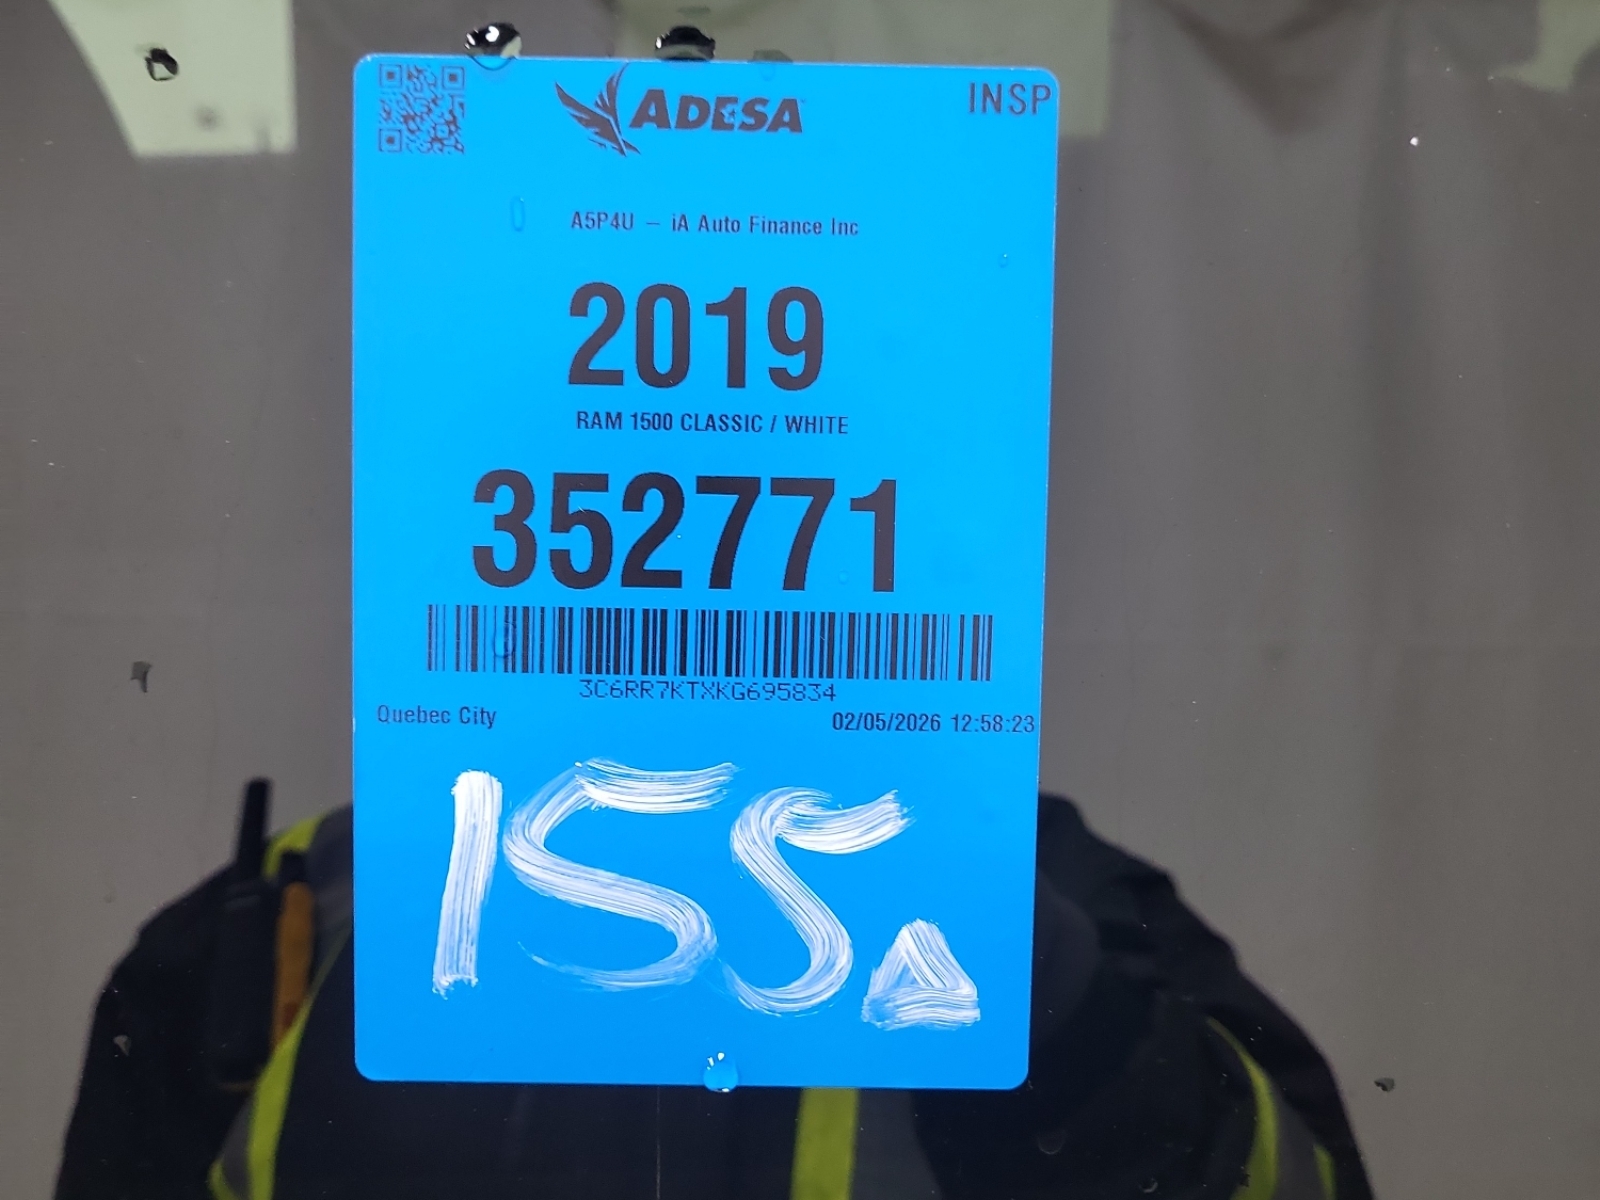 ADESA
INSP
A5P4U – iA Auto Finance Inc
2019
RAM 1500 CLASSIC / WHITE
352771
3C6RR7KTXKG695834
Quebec City
02/05/2026 12:58:23
155